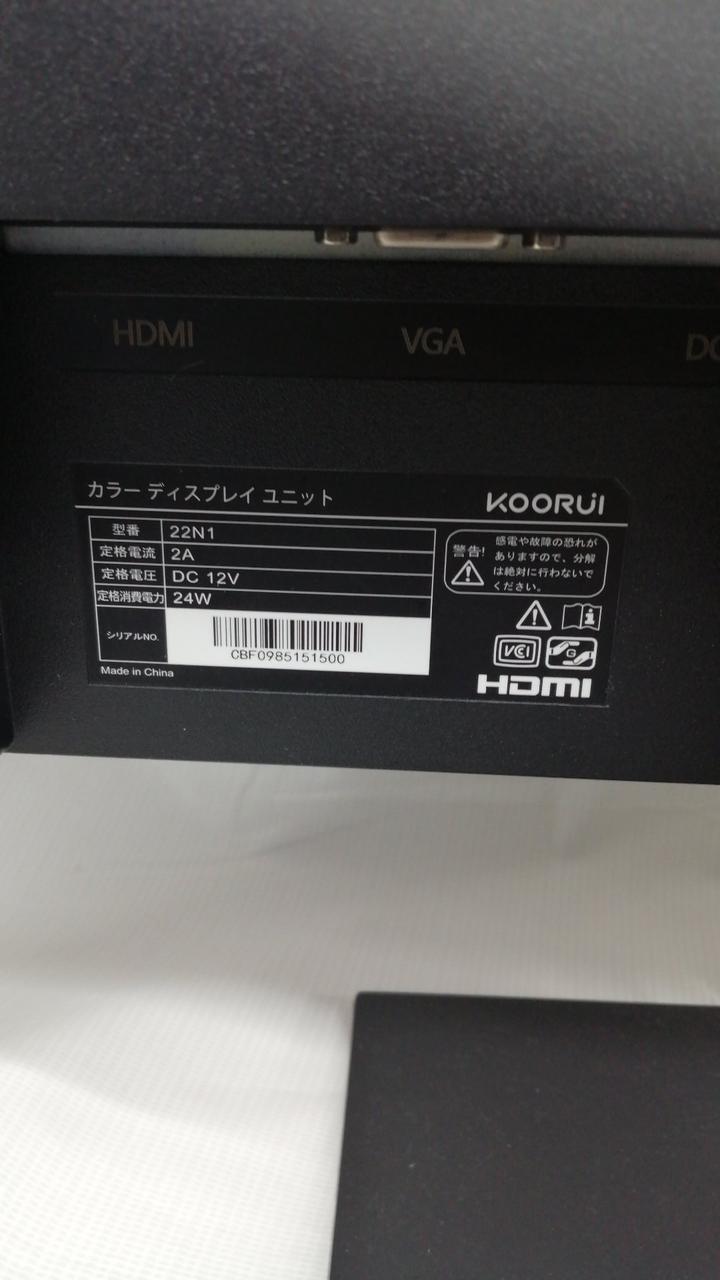 HDMI VGA DC
カラー ディスプレイ ユニット KOORUI
型番 22N1
定格電流 2A
定格電圧 DC 12V
定格消費電力 24W
シリアルNO.
CBF0985151500
Made in China
警告!
感電や故障の恐れが
ありますので、分解
は絶対に行わないで
ください。
VCCI
G
HDMI